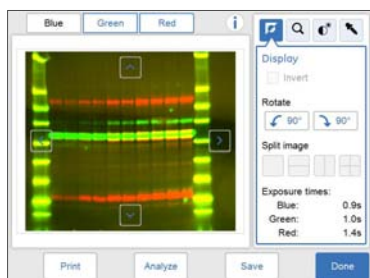 Blue Green Red
i
Display
Invert
Rotate
90° 90°
Split image
Exposure times:
Blue: 0.9s
Green: 1.0s
Red: 1.4s
Print Analyze Save Done